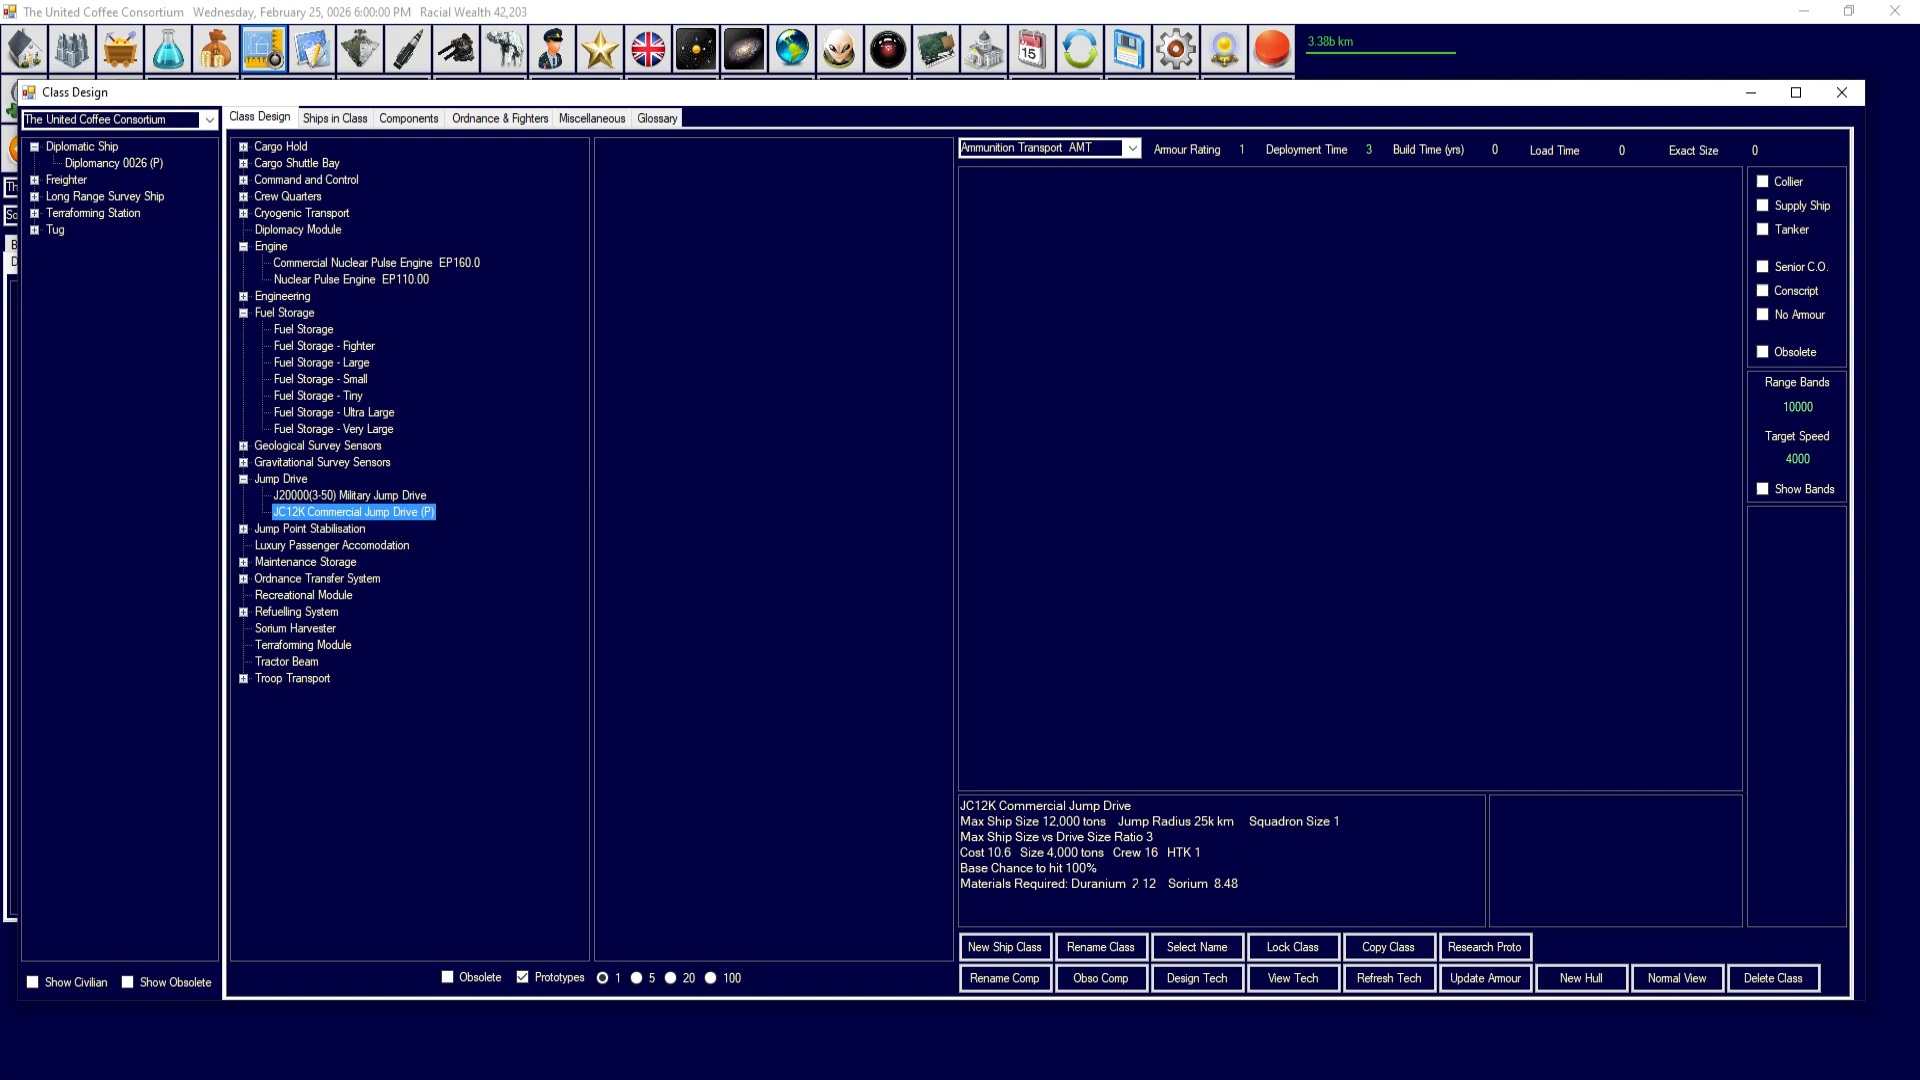 The United Coffee Consortium Wednesday, February 25, 0026 6:00:00 PM Racial Wealth 42,203
15
3.38b km
Class Design
The United Coffee Consortium
Class Design Ships in Class Components Ordnance & Fighters Miscellaneous Glossary
Diplomatic Ship
Diplomancy 0026 (P)
Freighter
Long Range Survey Ship
Terraforming Station
Tug
Show Civilian Show Obsolete
Cargo Hold
Cargo Shuttle Bay
Command and Control
Crew Quarters
Cryogenic Transport
Diplomacy Module
Engine
Commercial Nuclear Pulse Engine EP160.0
Nuclear Pulse Engine EP110.00
Engineering
Fuel Storage
Fuel Storage
Fuel Storage - Fighter
Fuel Storage - Large
Fuel Storage - Small
Fuel Storage - Tiny
Fuel Storage - Ultra Large
Fuel Storage - Very Large
Geological Survey Sensors
Gravitational Survey Sensors
Jump Drive
J20000(3-50) Military Jump Drive
JC12K Commercial Jump Drive (P)
Jump Point Stabilisation
Luxury Passenger Accomodation
Maintenance Storage
Ordnance Transfer System
Recreational Module
Refuelling System
Sorium Harvester
Terraforming Module
Tractor Beam
Troop Transport
Obsolete Prototypes 1 5 20 100
Ammunition Transport AMT Armour Rating 1 Deployment Time 3 Build Time (yrs) 0 Load Time 0 Exact Size 0
Collier
Supply Ship
Tanker
Senior C.O.
Conscript
No Armour
Obsolete
Range Bands
10000
Target Speed
4000
Show Bands
JC12K Commercial Jump Drive
Max Ship Size 12,000 tons Jump Radius 25k km Squadron Size 1
Max Ship Size vs Drive Size Ratio 3
Cost 10.6 Size 4,000 tons Crew 16 HTK 1
Base Chance to hit 100%
Materials Required: Duranium 2.12 Sorium 8.48
New Ship Class Rename Class Select Name Lock Class Copy Class Research Proto
Rename Comp Obso Comp Design Tech View Tech Refresh Tech Update Armour New Hull Normal View Delete Class